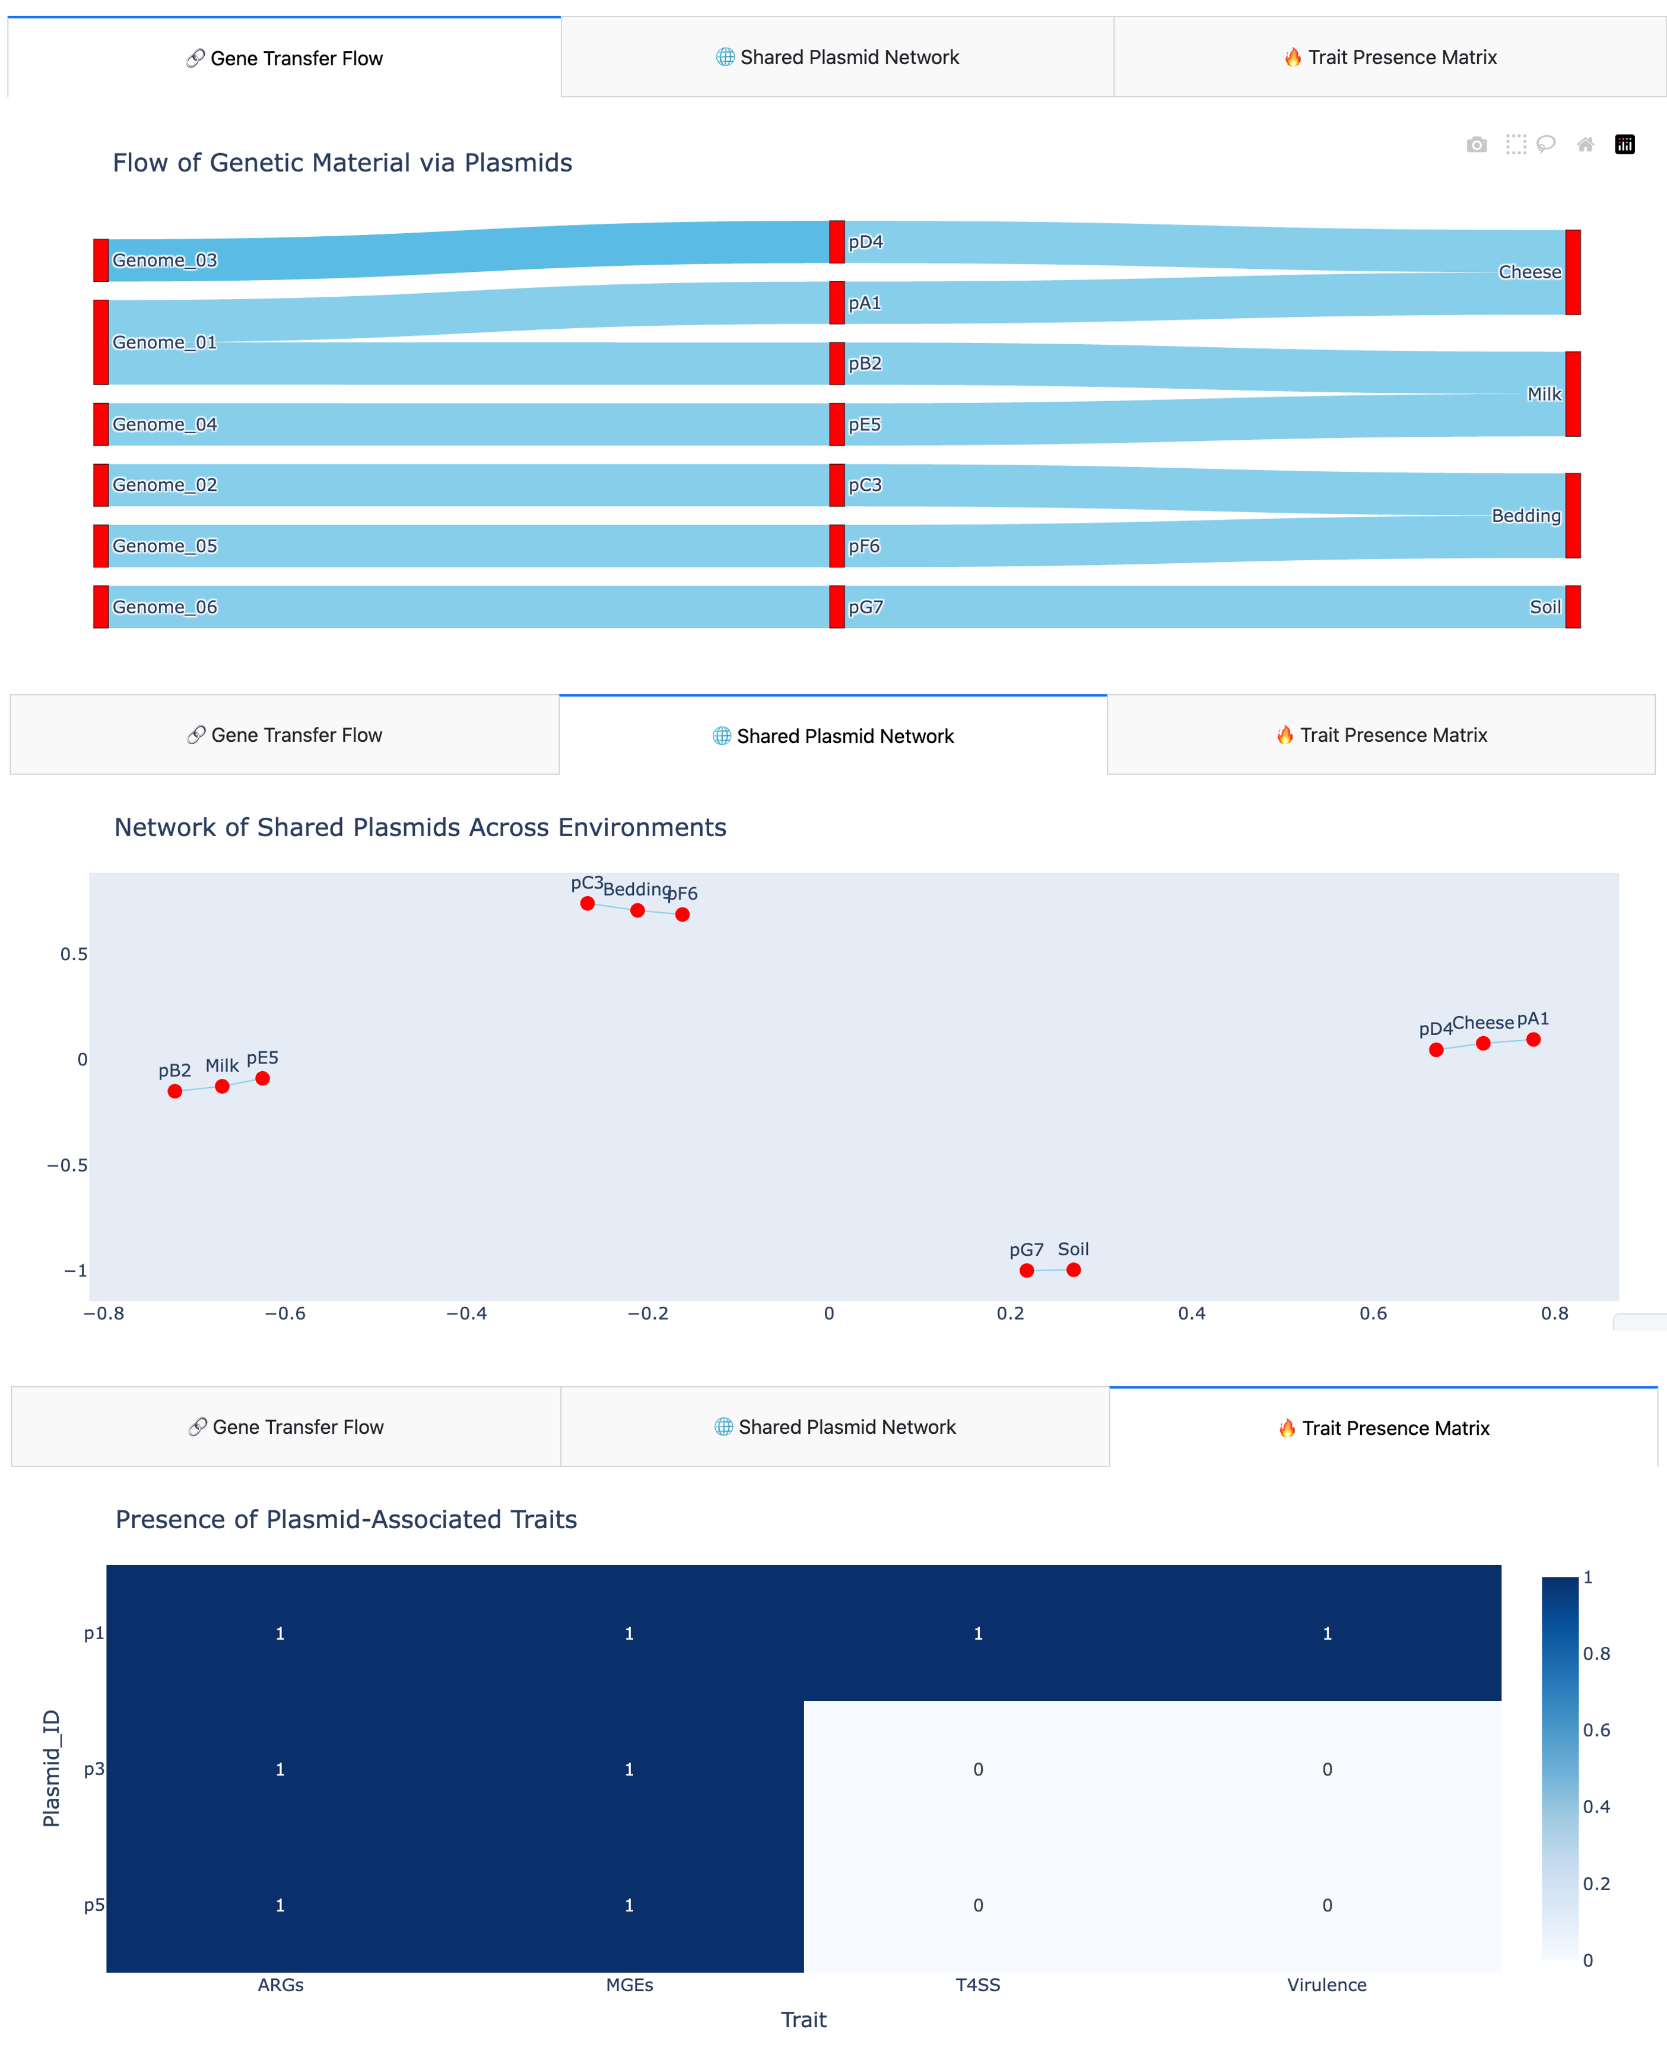 🔗 Gene Transfer Flow
🌐 Shared Plasmid Network
🔥 Trait Presence Matrix
Flow of Genetic Material via Plasmids
Genome_03
Genome_01
Genome_04
Genome_02
Genome_05
Genome_06
pD4
pA1
pB2
pE5
pC3
pF6
pG7
Cheese
Milk
Bedding
Soil
🔗 Gene Transfer Flow
🌐 Shared Plasmid Network
🔥 Trait Presence Matrix
Network of Shared Plasmids Across Environments
pC3
Bedding
pF6
pD4
Cheese
pA1
pB2
Milk
pE5
pG7
Soil
0.5
0
−0.5
−1
−0.8
−0.6
−0.4
−0.2
0
0.2
0.4
0.6
0.8
🔗 Gene Transfer Flow
🌐 Shared Plasmid Network
🔥 Trait Presence Matrix
Presence of Plasmid-Associated Traits
Plasmid_ID
p1
1
1
1
1
p3
1
1
0
0
p5
1
1
0
0
ARGs
MGEs
T4SS
Virulence
Trait
1
0.8
0.6
0.4
0.2
0